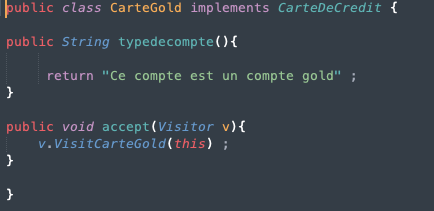 public class CarteGold implements CarteDeCredit {
public String typedecompte(){
return "Ce compte est un compte gold" ;
}
public void accept(Visitor v){
v.VisitCarteGold(this) ;
}
}